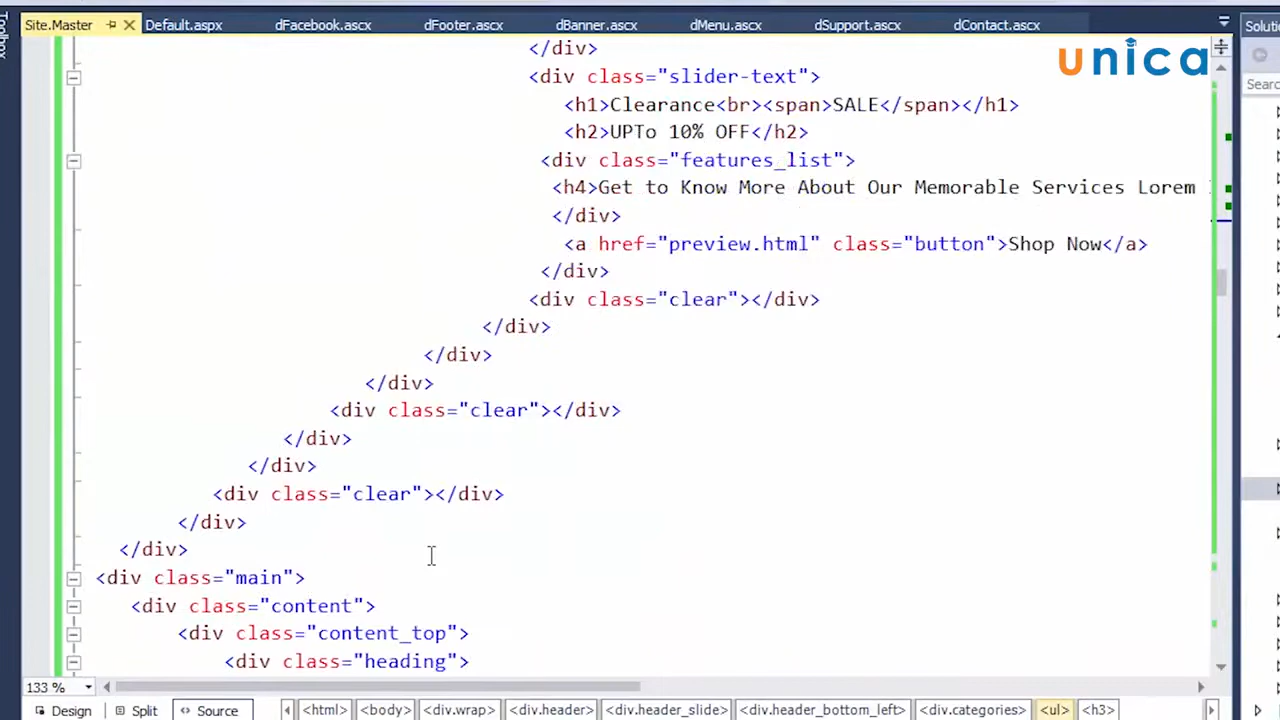 Site.Master
Default.aspx
dFacebook.ascx
dFooter.ascx
dBanner.ascx
dMenu.ascx
dSupport.ascx
dContact.ascx
Toolbox
unica
</div>
<div class="slider-text">
<h1>Clearance<br><span>SALE</span></h1>
<h2>UPTo 10% OFF</h2>
<div class="features_list">
<h4>Get to Know More About Our Memorable Services Lorem
</div>
<a href="preview.html" class="button">Shop Now</a>
</div>
<div class="clear"></div>
</div>
</div>
</div>
<div class="clear"></div>
</div>
</div>
<div class="clear"></div>
</div>
</div>
<div class="main">
<div class="content">
<div class="content_top">
<div class="heading">
133 %
Design
Split
Source
<html>
<body>
<div.wrap>
<div.header>
<div.header_slide>
<div.header_bottom_left>
<div.categories>
<ul>
<h3>